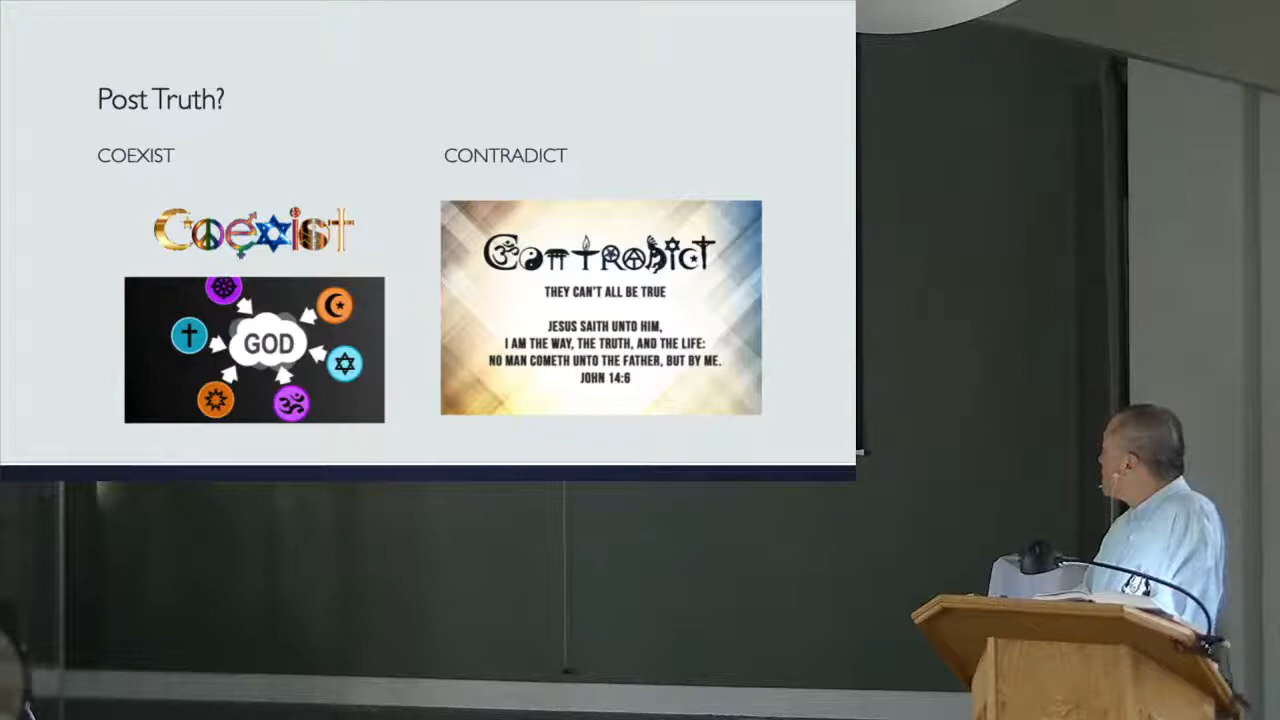 Post Truth?
COEXIST
CONTRADICT
Coexist
GOD
CONTRADICT
THEY CAN'T ALL BE TRUE
JESUS SAITH UNTO HIM,
I AM THE WAY, THE TRUTH, AND THE LIFE:
NO MAN COMETH UNTO THE FATHER, BUT BY ME.
JOHN 14:6